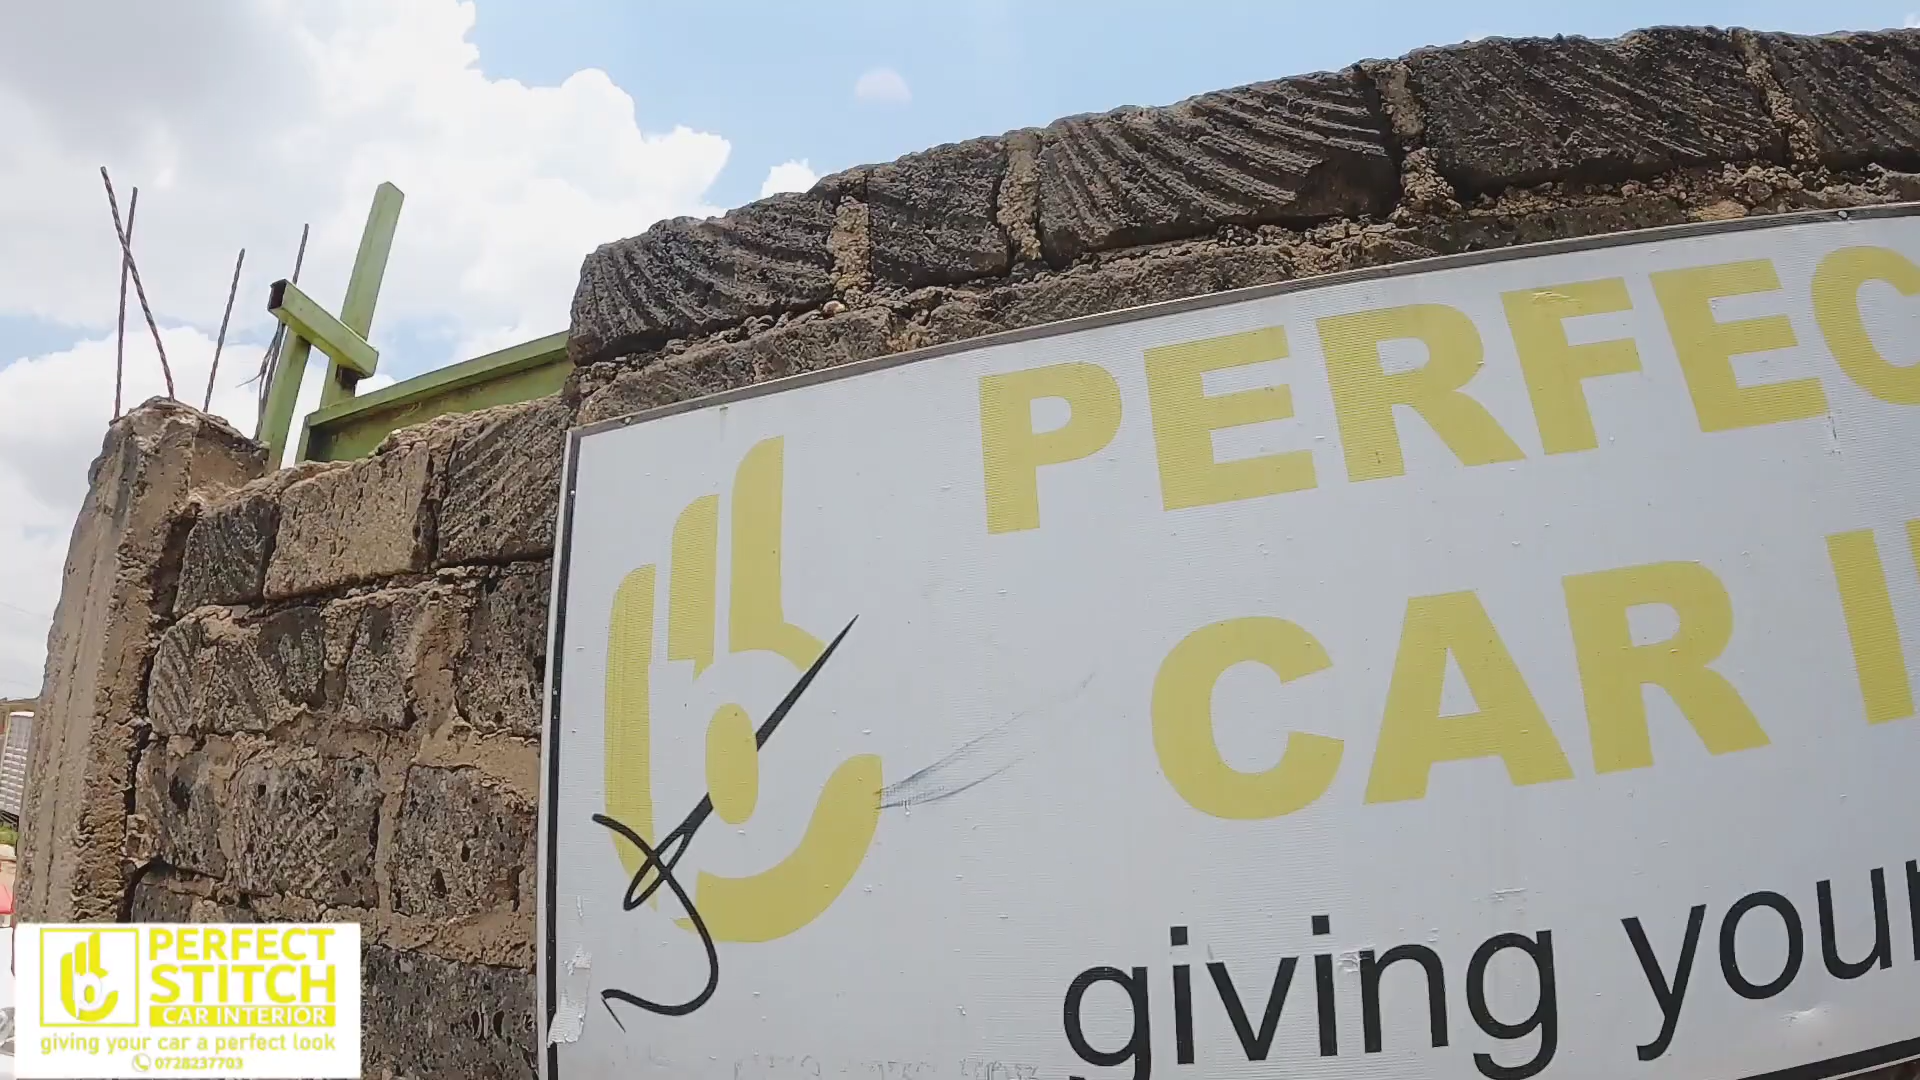 PERFEC
CAR I
giving your
PERFECT
STITCH
CAR INTERIOR
giving your car a perfect look
0728237703